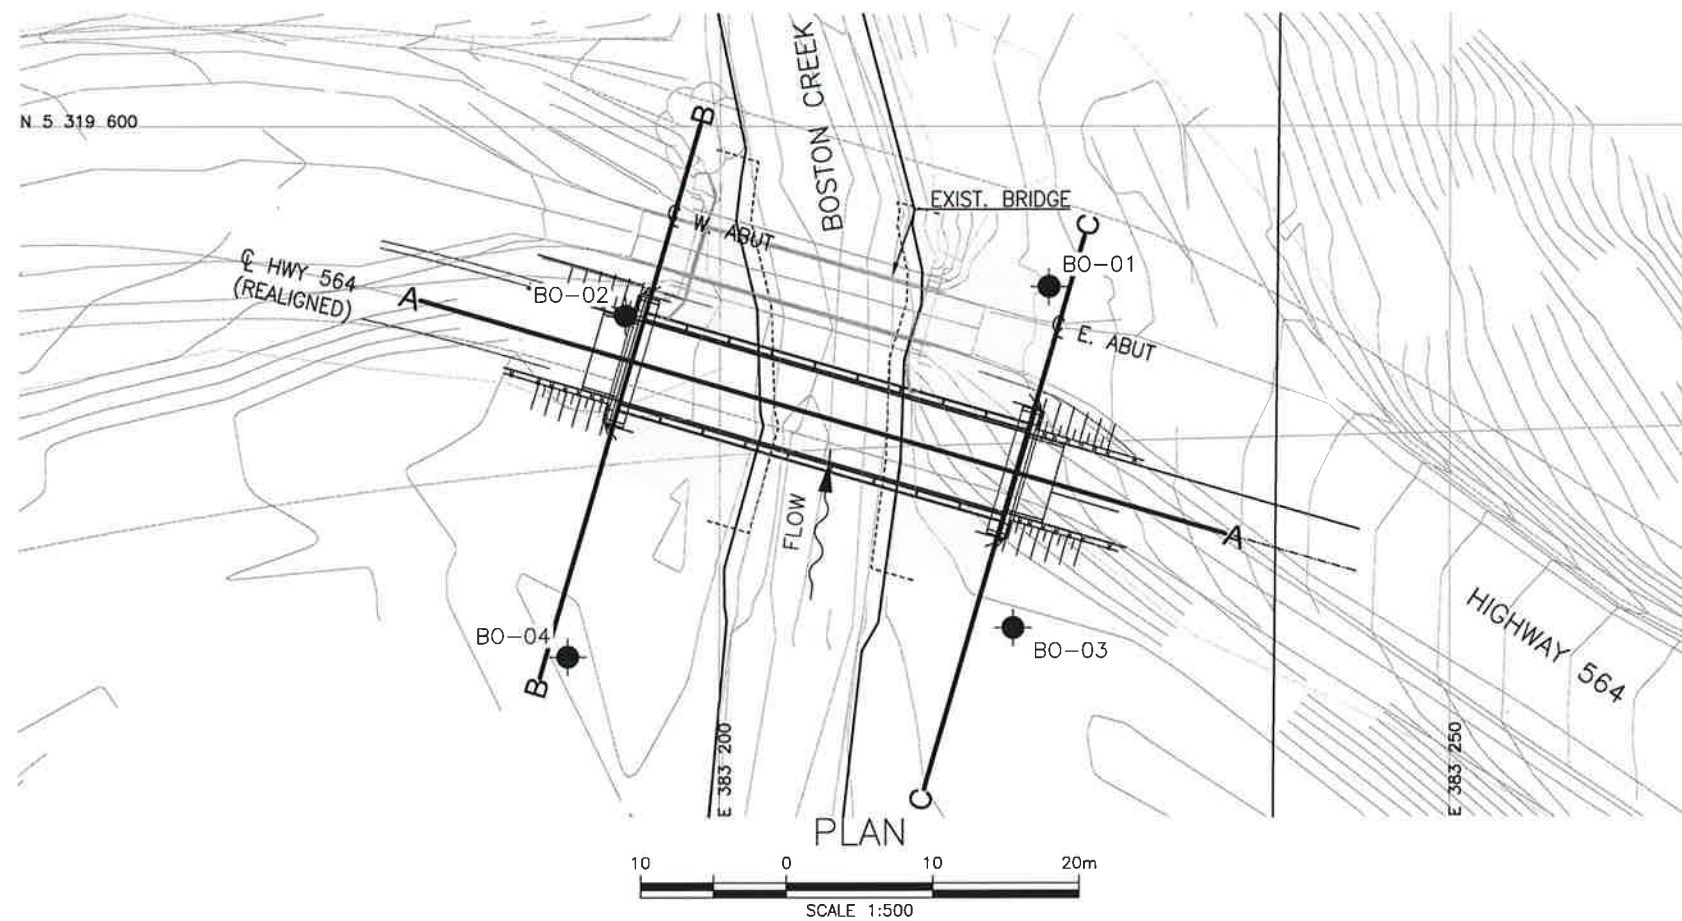 N 5 319 600
BOSTON CREEK
B
EXIST. BRIDGE
℄ W. ABUT
C
BO-01
℄ HWY 564
(REALIGNED)
A
BO-02
℄ E. ABUT
FLOW
A
HIGHWAY 564
BO-04
BO-03
B
E 383 200
E 383 250
C
PLAN
10 0 10 20m
SCALE 1:500